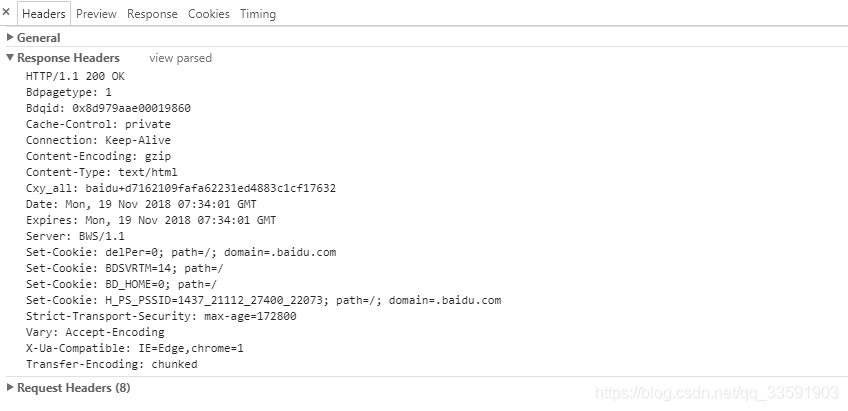 × Headers Preview Response Cookies Timing
▶ General
▼ Response Headers view parsed
HTTP/1.1 200 OK
Bdpagetype: 1
Bdqid: 0x8d979aae00019860
Cache-Control: private
Connection: Keep-Alive
Content-Encoding: gzip
Content-Type: text/html
Cxy_all: baidu+d7162109fafa62231ed4883c1cf17632
Date: Mon, 19 Nov 2018 07:34:01 GMT
Expires: Mon, 19 Nov 2018 07:34:01 GMT
Server: BWS/1.1
Set-Cookie: delPer=0; path=/; domain=.baidu.com
Set-Cookie: BDSVRTM=14; path=/
Set-Cookie: BD_HOME=0; path=/
Set-Cookie: H_PS_PSSID=1437_21112_27400_22073; path=/; domain=.baidu.com
Strict-Transport-Security: max-age=172800
Vary: Accept-Encoding
X-Ua-Compatible: IE=Edge,chrome=1
Transfer-Encoding: chunked
▶ Request Headers (8)
https://blog.csdn.net/qq_33591903